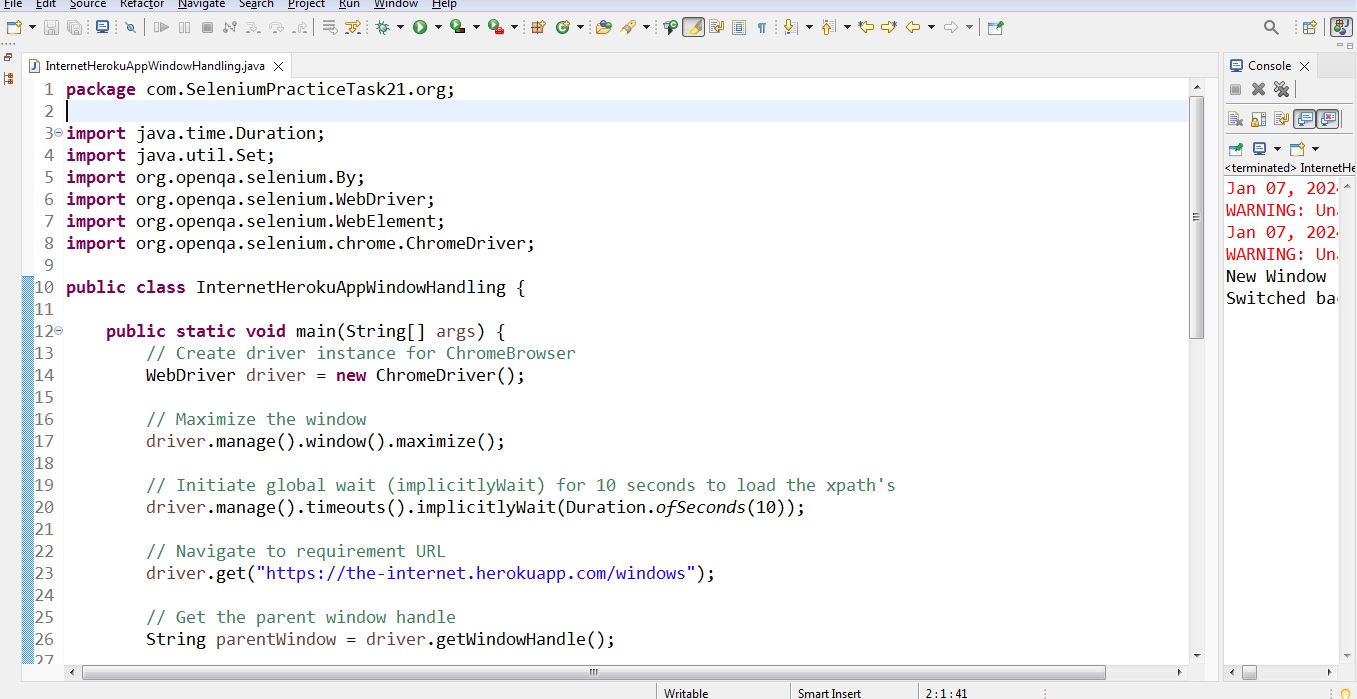 File Edit Source Refactor Navigate Search Project Run Window Help
InternetHerokuAppWindowHandling.java
1 package com.SeleniumPracticeTask21.org;
2
3 import java.time.Duration;
4 import java.util.Set;
5 import org.openqa.selenium.By;
6 import org.openqa.selenium.WebDriver;
7 import org.openqa.selenium.WebElement;
8 import org.openqa.selenium.chrome.ChromeDriver;
9
10 public class InternetHerokuAppWindowHandling {
11
12 public static void main(String[] args) {
13 // Create driver instance for ChromeBrowser
14 WebDriver driver = new ChromeDriver();
15
16 // Maximize the window
17 driver.manage().window().maximize();
18
19 // Initiate global wait (implicitlyWait) for 10 seconds to load the xpath's
20 driver.manage().timeouts().implicitlyWait(Duration.ofSeconds(10));
21
22 // Navigate to requirement URL
23 driver.get("https://the-internet.herokuapp.com/windows");
24
25 // Get the parent window handle
26 String parentWindow = driver.getWindowHandle();
27
Console
<terminated> InternetHe
Jan 07, 202
WARNING: Un
Jan 07, 202
WARNING: Un
New Window
Switched ba
Writable Smart Insert 2 : 1 : 41